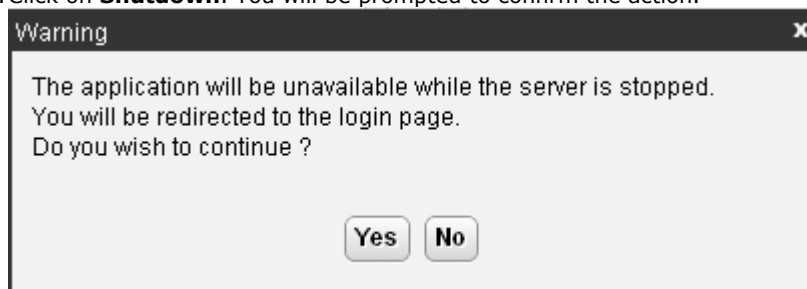 Click on Shutdown. You will be prompted to confirm the action.
Warning x
The application will be unavailable while the server is stopped.
You will be redirected to the login page.
Do you wish to continue ?
Yes No